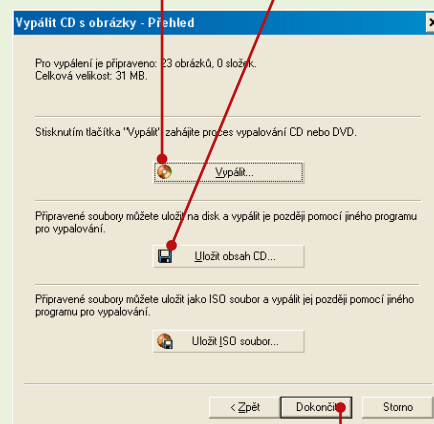 Vypálit CD s obrázky - Přehled
Pro vypálení je připraveno: 23 obrázků, 0 složek.
Celková velikost: 31 MB.
Stisknutím tlačítka "Vypálit" zahájíte proces vypalování CD nebo DVD.
Vypálit...
Připravené soubory můžete uložit na disk a vypálit je později pomocí jiného programu
pro vypalování.
Uložit obsah CD...
Připravené soubory můžete uložit jako ISO soubor a vypálit jej později pomocí jiného
programu pro vypalování.
Uložit ISO soubor...
< Zpět Dokončit Storno